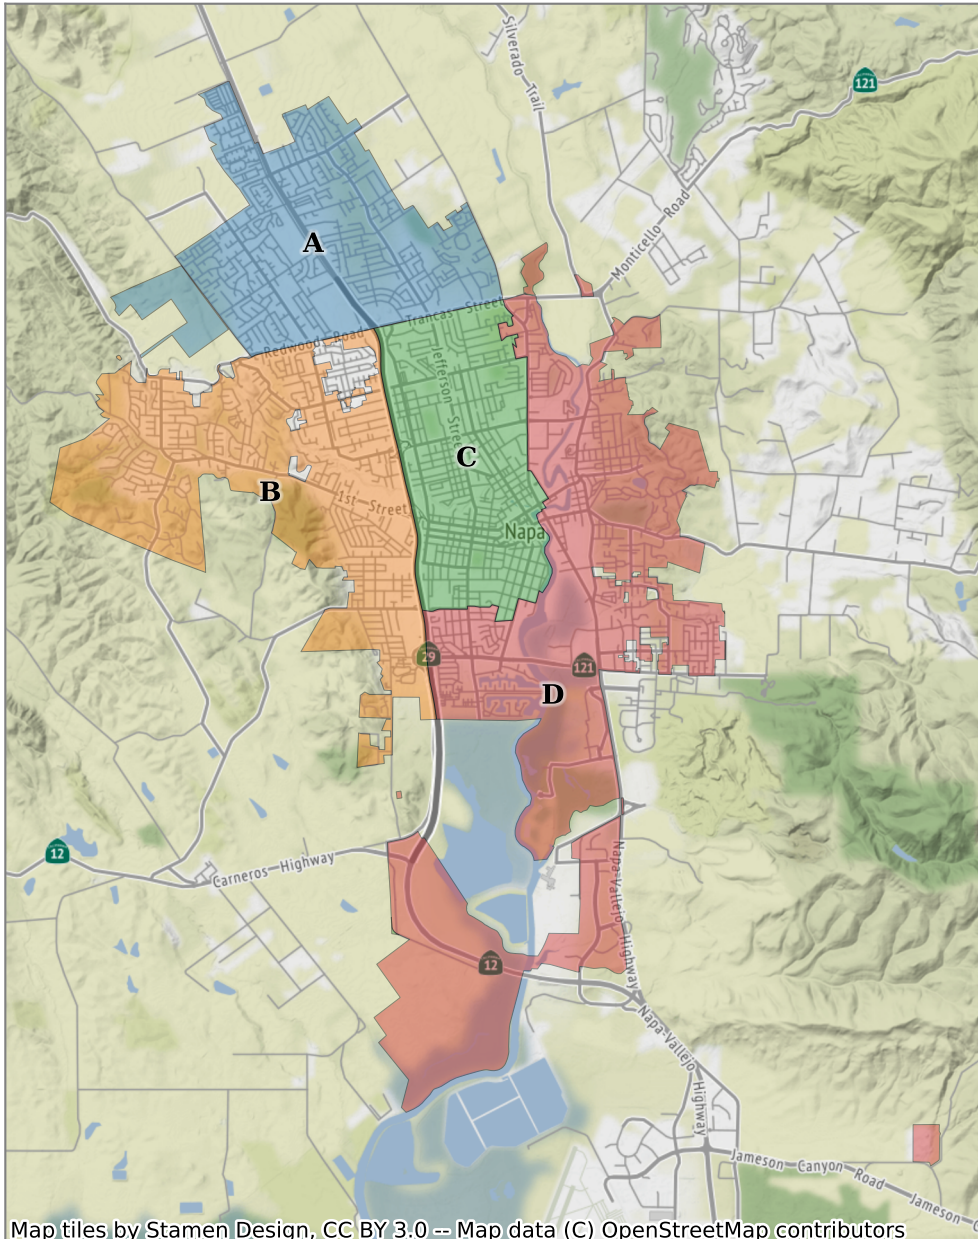 Silverado Trail
121
Monticello Road
A
Trancas Street
Redwood Road
Jefferson Street
C
B
1st Street
Napa
29
121
D
12
Carneros Highway
Napa-Vallejo Highway
12
Napa-Vallejo Highway
Jameson Canyon Road
Jameson C
Map tiles by Stamen Design, CC BY 3.0 -- Map data (C) OpenStreetMap contributors